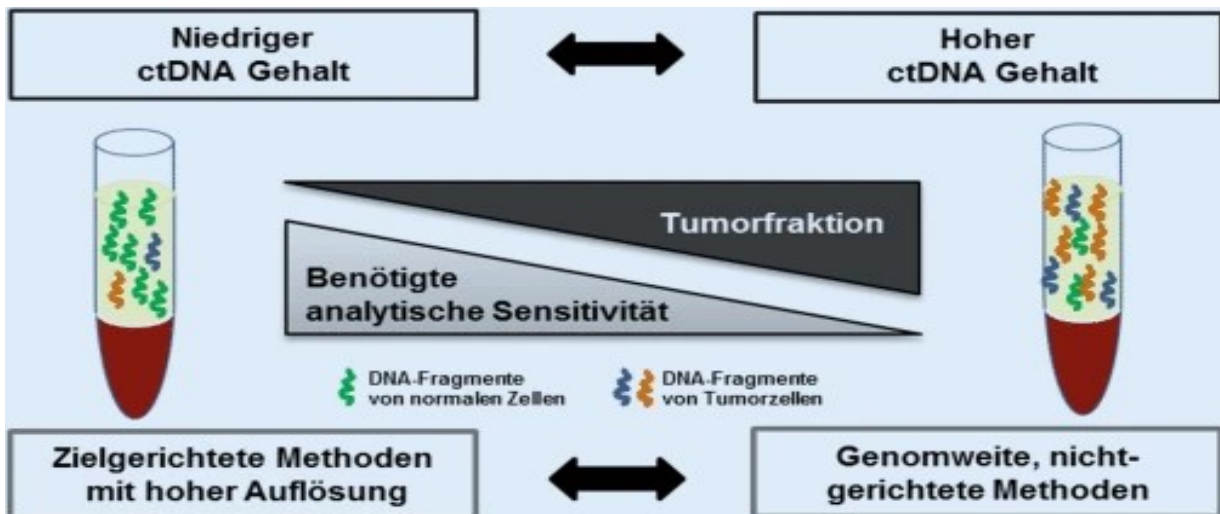 Niedriger
ctDNA Gehalt
Hoher
ctDNA Gehalt
Tumorfraktion
Benötigte
analytische Sensitivität
DNA-Fragmente
von normalen Zellen
DNA-Fragmente
von Tumorzellen
Zielgerichtete Methoden
mit hoher Auflösung
Genomweite, nicht-
gerichtete Methoden